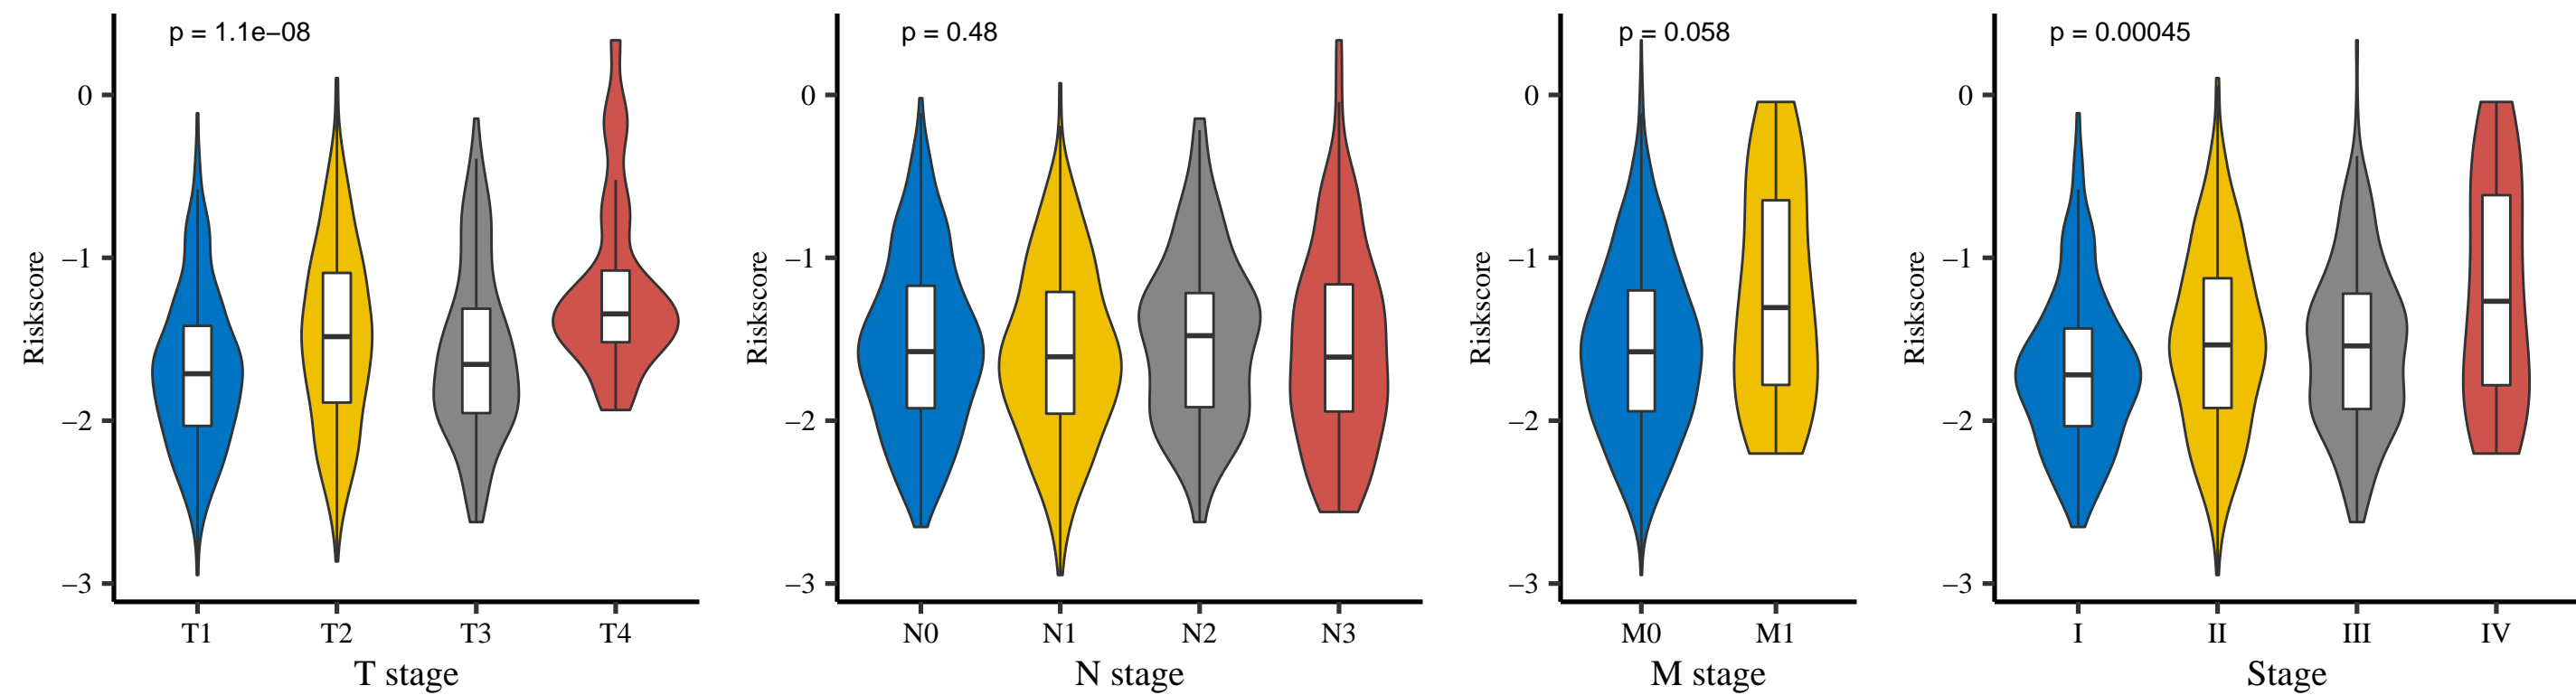 p = 1.1e−08
Riskscore
0
−1
−2
−3
T1 T2 T3 T4
T stage
p = 0.48
Riskscore
0
−1
−2
−3
N0 N1 N2 N3
N stage
p = 0.058
Riskscore
0
−1
−2
−3
M0 M1
M stage
p = 0.00045
Riskscore
0
−1
−2
−3
I II III IV
Stage